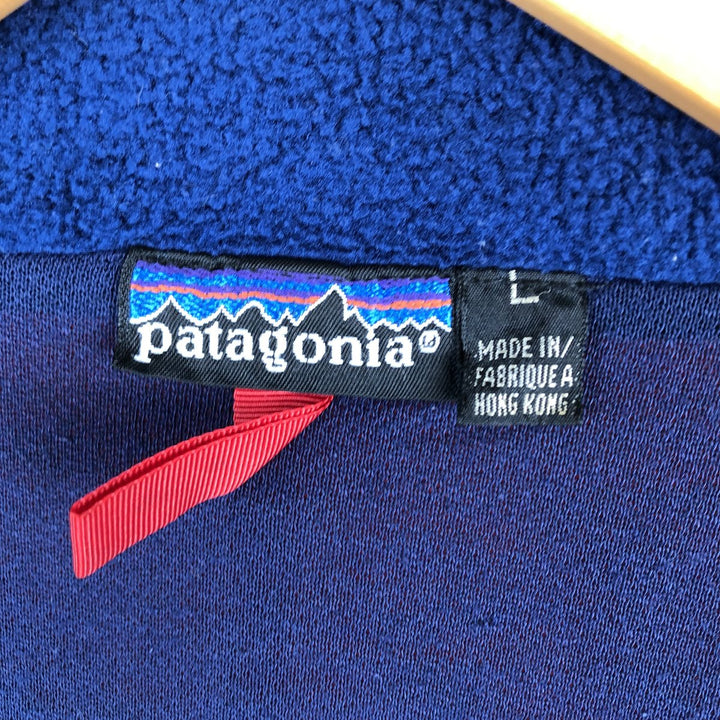 patagonia®
L
MADE IN/
FABRIQUE A
HONG KONG